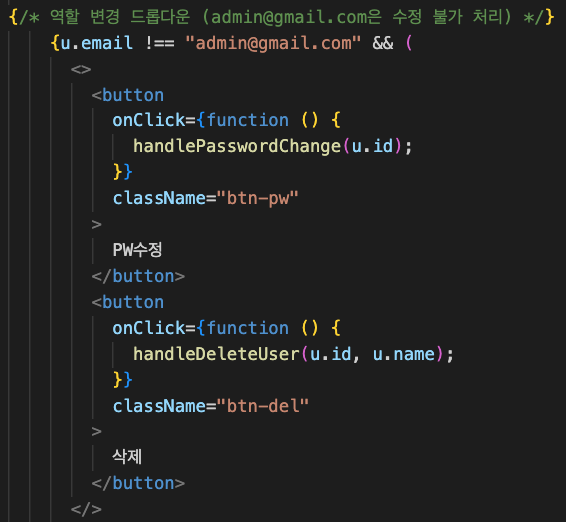 {/* 역할 변경 드롭다운 (admin@gmail.com은 수정 불가 처리) */}
{u.email !== "admin@gmail.com" && (
<>
<button
onClick={function () {
handlePasswordChange(u.id);
}}
className="btn-pw"
>
PW수정
</button>
<button
onClick={function () {
handleDeleteUser(u.id, u.name);
}}
className="btn-del"
>
삭제
</button>
</>